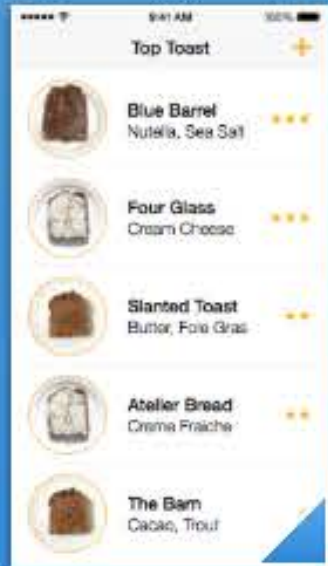 9:41 AM
100%
Top Toast
Blue Barrel
Nutella, Sea Salt
Four Glass
Cream Cheese
Slanted Toast
Butter, Foie Gras
Atelier Bread
Creme Fraiche
The Barn
Cacao, Trout